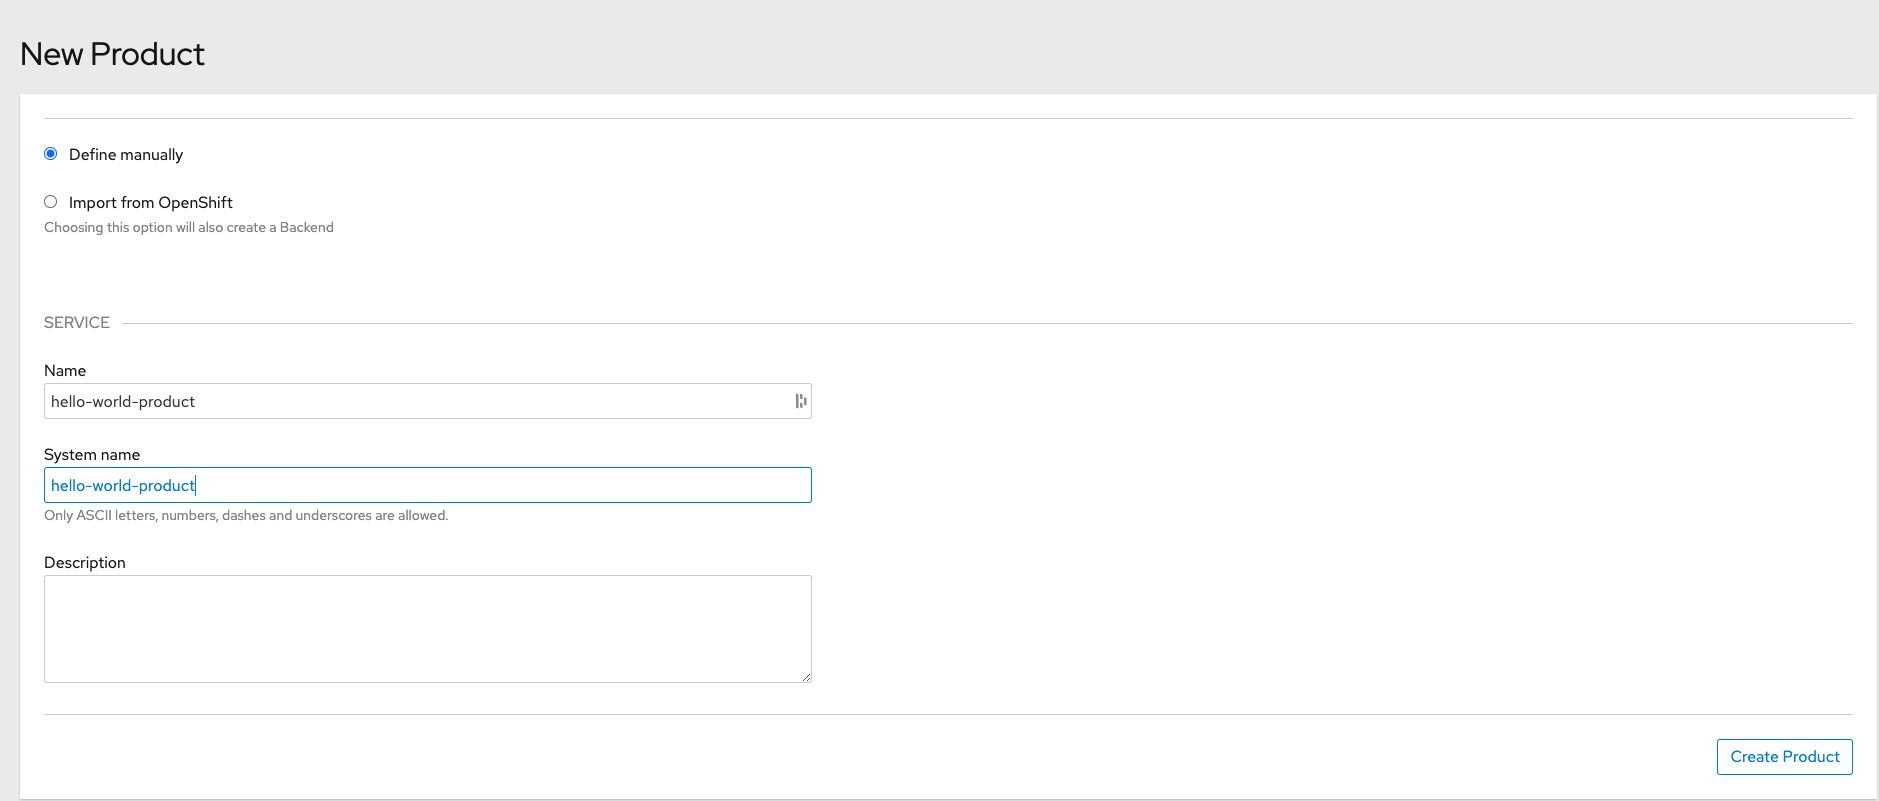 New Product
Define manually
Import from OpenShift
Choosing this option will also create a Backend
SERVICE
Name
hello-world-product
System name
hello-world-product
Only ASCII letters, numbers, dashes and underscores are allowed.
Description
Create Product